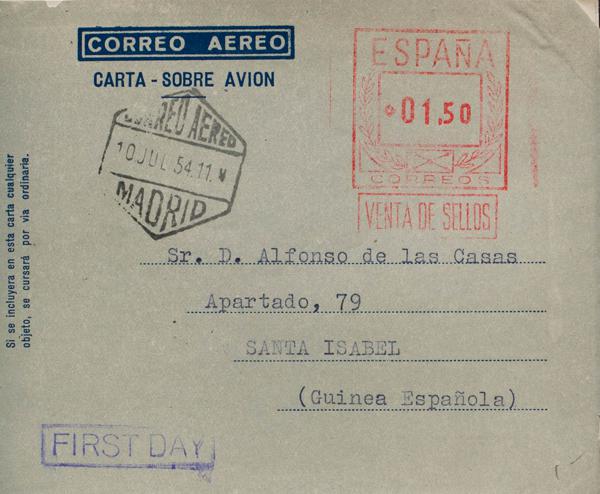 CORREO AEREO
CARTA - SOBRE AVION
ESPAÑA
01,50
CORREOS
VENTA DE SELLOS
CORREO AEREO
10 JUL 54.11. M
MADRID
Sr. D. Alfonso de las Casas
Apartado, 79
SANTA ISABEL
(Guinea Española)
Si se incluyera en esta carta cualquier
objeto, se cursará por via ordinaria.
FIRST DAY